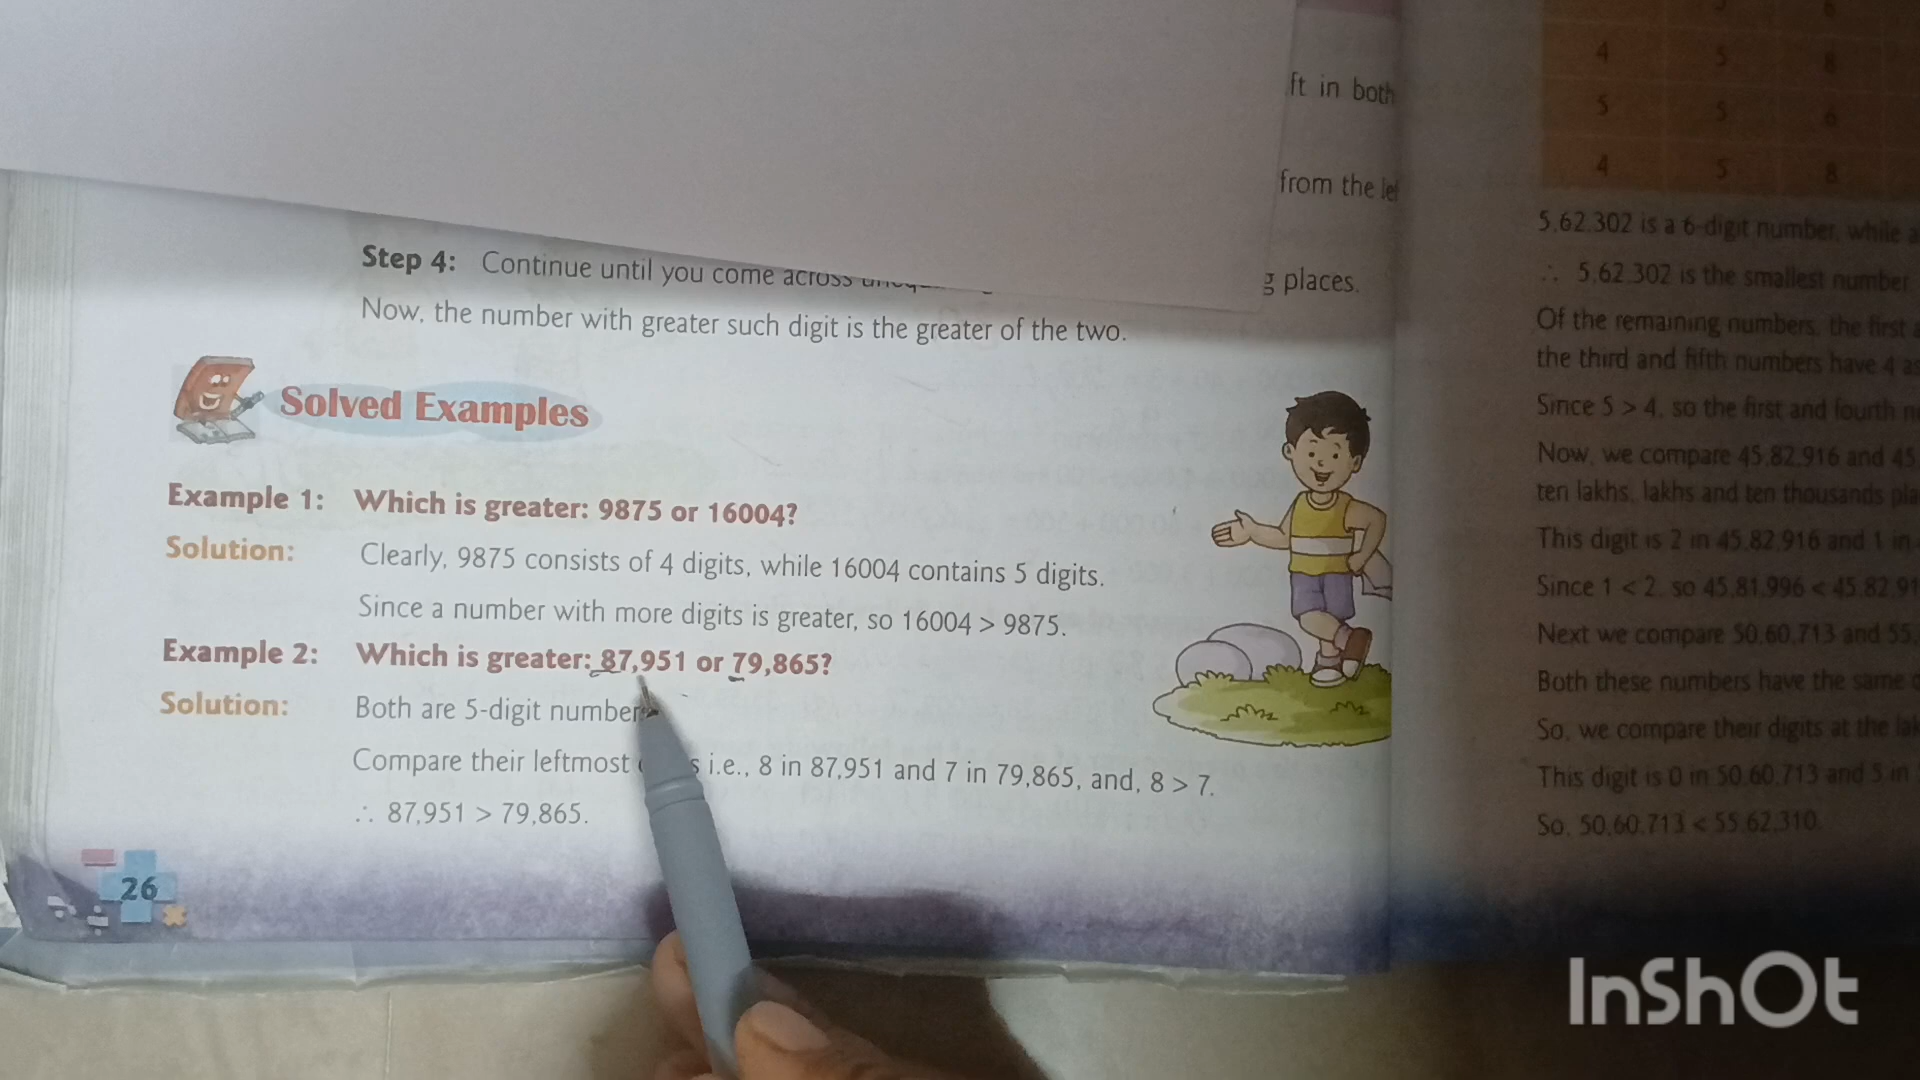 ft in both
from the
Step 4: Continue until you come across
g places.
Now, the number with greater such digit is the greater of the two.
Solved Examples
Example 1: Which is greater: 9875 or 16004?
Solution: Clearly, 9875 consists of 4 digits, while 16004 contains 5 digits.
Since a number with more digits is greater, so 16004 > 9875.
Example 2: Which is greater: 87,951 or 79,865?
Solution: Both are 5-digit number
Compare their leftmost i.e., 8 in 87,951 and 7 in 79,865, and, 8 > 7.
∴ 87,951 > 79,865.
26
4 5 8
5 5 6
4 5 8
5,62,302 is a 6-digit number, while
∴ 5,62,302 is the smallest number
Of the remaining numbers, the first
the third and fifth numbers have 4 as
Since 5 > 4, so the first and fourth
Now, we compare 45,82,916 and 45
ten lakhs, lakhs and ten thousands
This digit is 2 in 45,82,916 and 1 in
Since 1 < 2, so 45,81,996 < 45,82,91
Next we compare 50,60,713 and 55,
Both these numbers have the same
So, we compare their digits at the
This digit is 0 in 50,60,713 and 5 in
So, 50,60,713 < 55,62,310.
InShOt